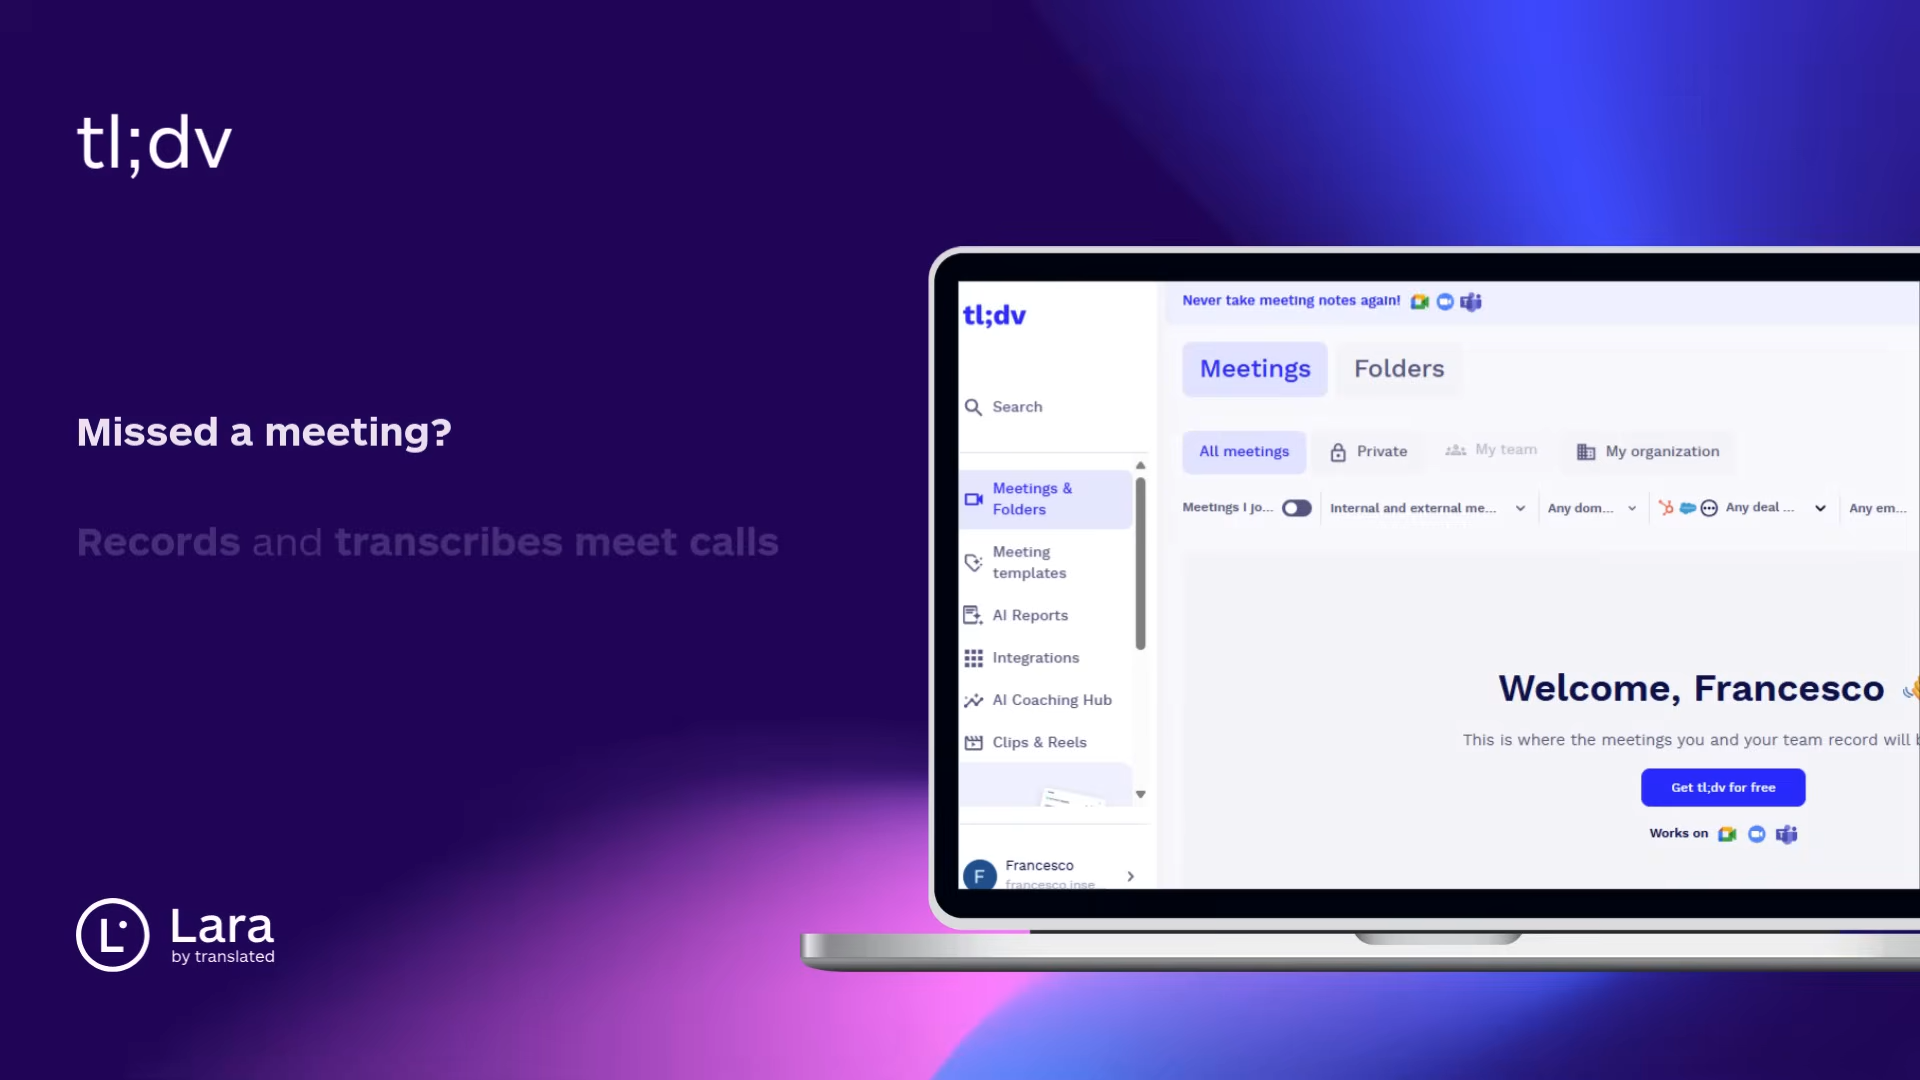 tl;dv
Missed a meeting?
Records and transcribes meet calls
Lara
by translated
tl;dv
Search
Meetings &
Folders
Meeting
templates
AI Reports
Integrations
AI Coaching Hub
Clips & Reels
Francesco
Never take meeting notes again!
Meetings Folders
All meetings Private My team My organization
Meetings I jo... Internal and external me... Any dom... Any deal ... Any em...
Welcome, Francesco
This is where the meetings you and your team record will
Get tl;dv for free
Works on